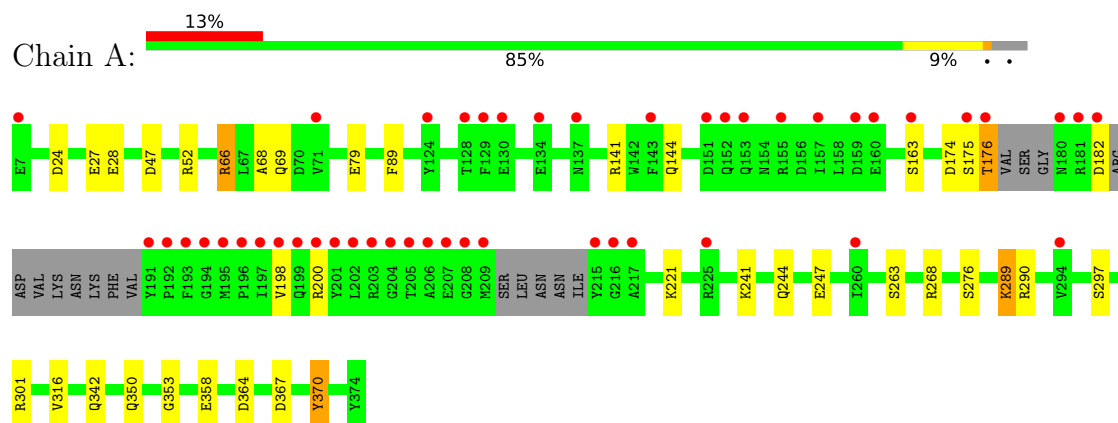 13%
Chain A:
85% 9% • •
E7 D24 E27 E28 D47 R52 R66 L67 A68 Q69 D70 V71 E79 F89 Y124 T128 F129 E130 E134 N137 R141 W142 F143 Q144 D151 Q152 Q153 N154 R155 D156 I157 L158 D159 E160 S163 D174 S175 T176 VAL SER GLY N180 R181 D182 ARG
ASP VAL LYS ASN LYS PHE VAL Y191 P192 F193 G194 M195 P196 I197 V198 Q199 R200 Y201 L202 R203 G204 T205 A206 E207 G208 M209 SER LEU ASN ASN ILE Y215 G216 A217 K221 R225 K241 Q244 E247 I260 S263 R268 S276 K289 R290 V294 S297
R301 V316 Q342 Q350 G353 E358 D364 D367 Y370 Y374